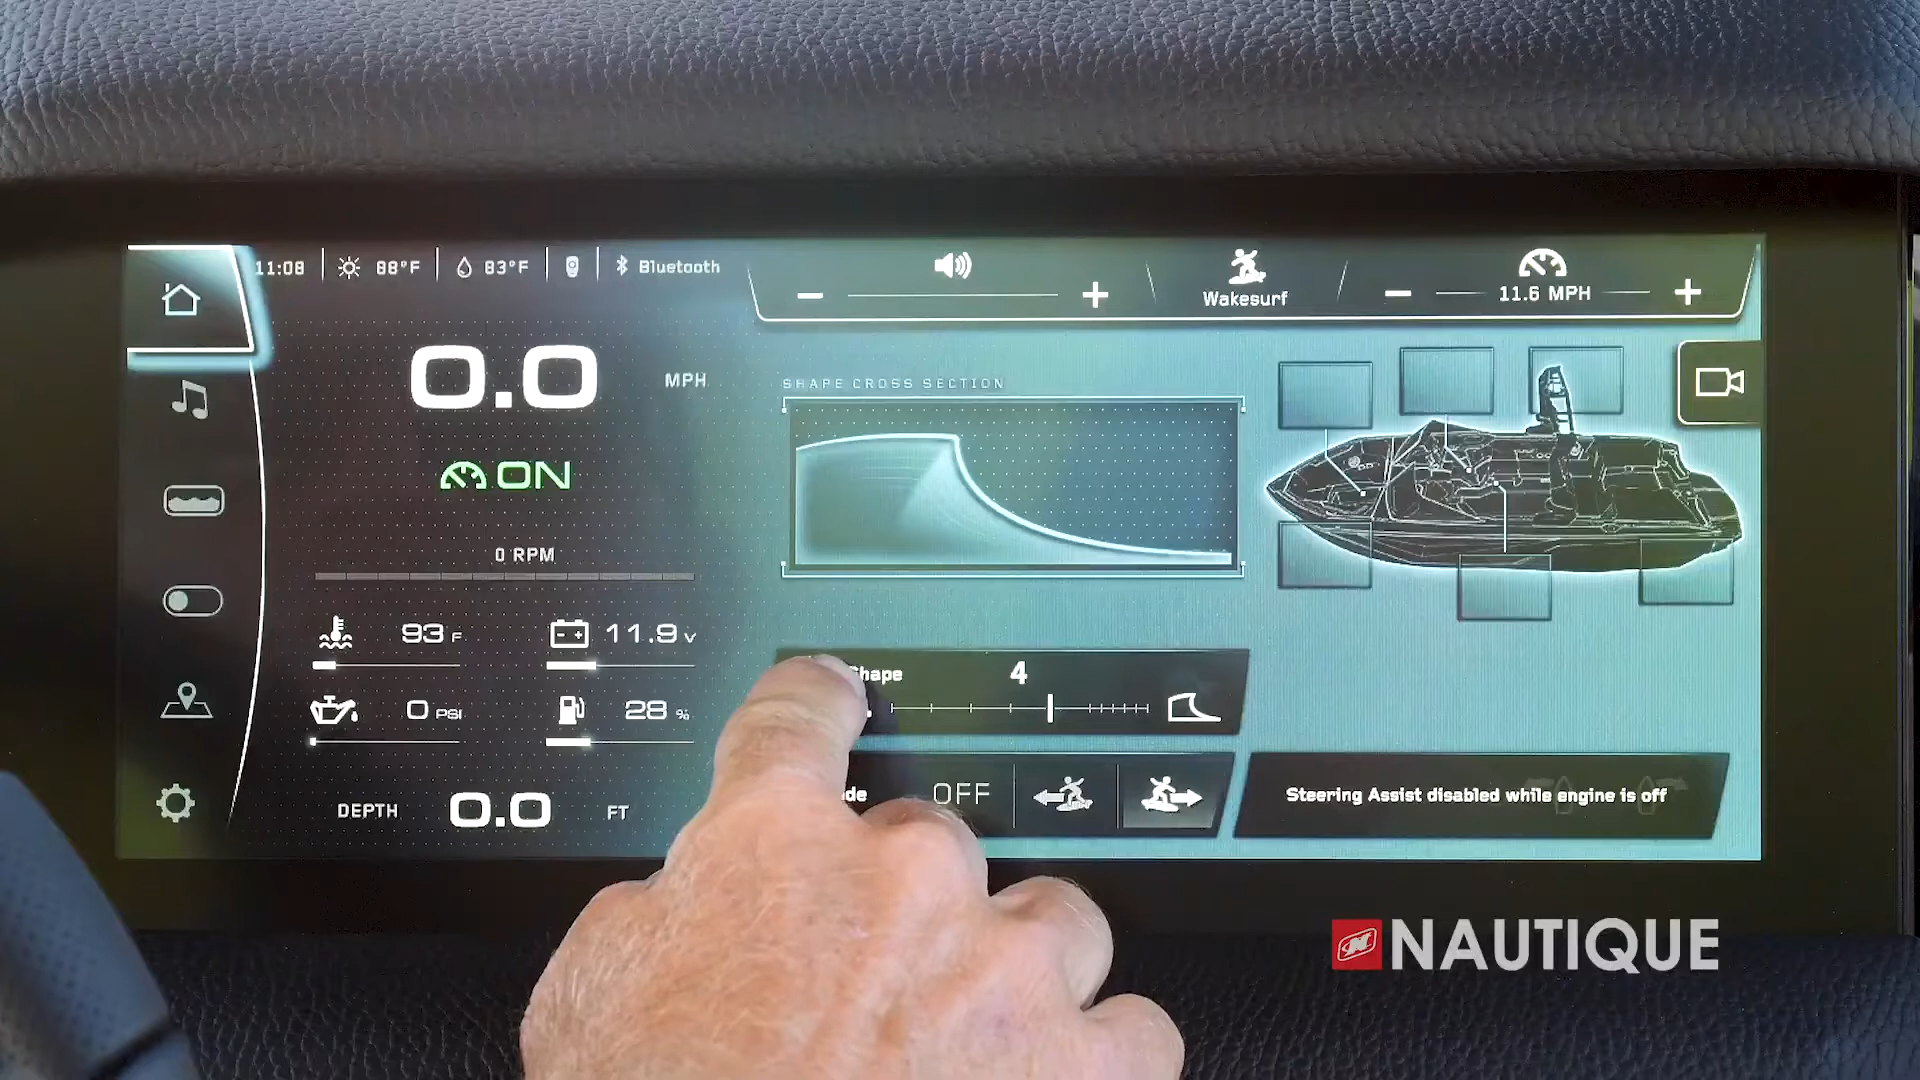 11:08
88°F
83°F
Bluetooth
Wakesurf
11.6 MPH
0.0 MPH
ON
0 RPM
93 F
11.9 V
0 PSI
28 %
DEPTH 0.0 FT
SHAPE CROSS SECTION
Shape 4
OFF
Steering Assist disabled while engine is off
NAUTIQUE